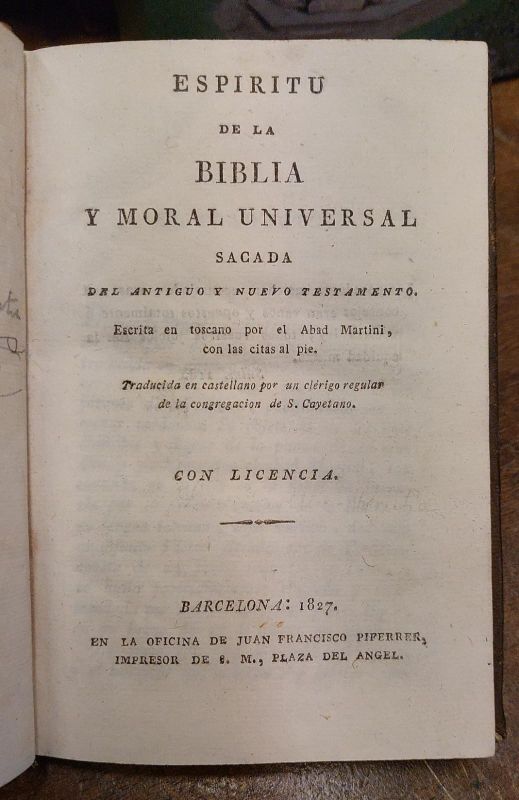 ESPIRITU
DE LA
BIBLIA
Y MORAL UNIVERSAL
SACADA
DEL ANTIGUO Y NUEVO TESTAMENTO.
Escrita en toscano por el Abad Martini,
con las citas al pie.
Traducida en castellano por un clérigo regular
de la congregacion de S. Cayetano.
CON LICENCIA.
BARCELONA: 1827.
EN LA OFICINA DE JUAN FRANCISCO PIFERRER,
IMPRESOR DE S. M., PLAZA DEL ANGEL.